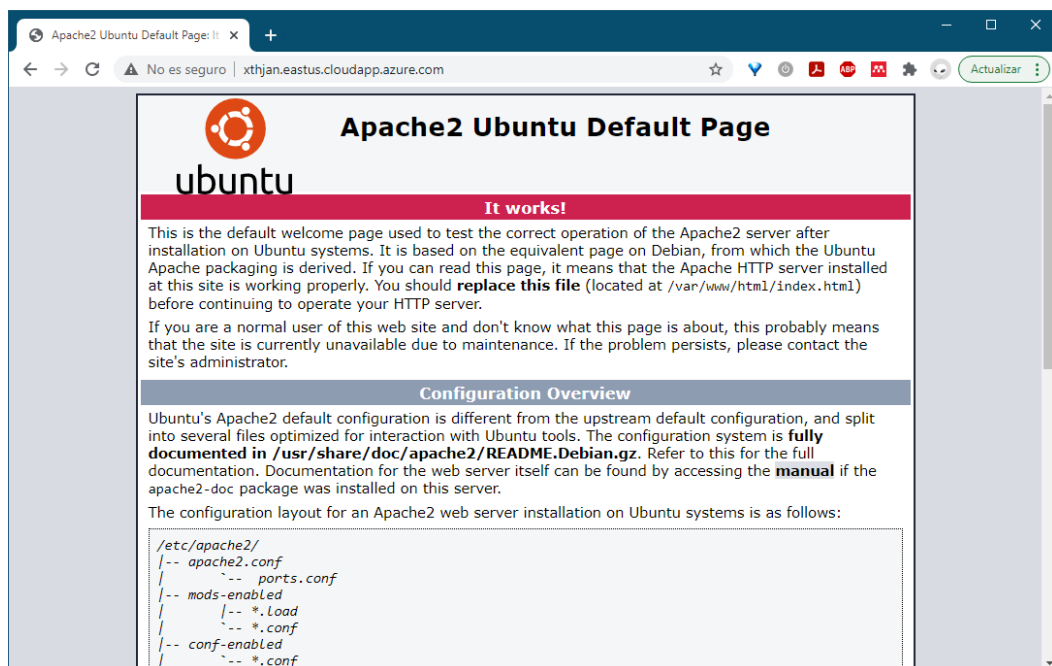 Apache2 Ubuntu Default Page: It
No es seguro | xthjan.eastus.cloudapp.azure.com
ABP
Actualizar
ubuntu
Apache2 Ubuntu Default Page
It works!
This is the default welcome page used to test the correct operation of the Apache2 server after
installation on Ubuntu systems. It is based on the equivalent page on Debian, from which the Ubuntu
Apache packaging is derived. If you can read this page, it means that the Apache HTTP server installed
at this site is working properly. You should replace this file (located at /var/www/html/index.html)
before continuing to operate your HTTP server.
If you are a normal user of this web site and don't know what this page is about, this probably means
that the site is currently unavailable due to maintenance. If the problem persists, please contact the
site's administrator.
Configuration Overview
Ubuntu's Apache2 default configuration is different from the upstream default configuration, and split
into several files optimized for interaction with Ubuntu tools. The configuration system is fully
documented in /usr/share/doc/apache2/README.Debian.gz. Refer to this for the full
documentation. Documentation for the web server itself can be found by accessing the manual if the
apache2-doc package was installed on this server.
The configuration layout for an Apache2 web server installation on Ubuntu systems is as follows:
/etc/apache2/
|-- apache2.conf
|       `--  ports.conf
|-- mods-enabled
|       |-- *.load
|       `-- *.conf
|-- conf-enabled
|       `-- *.conf